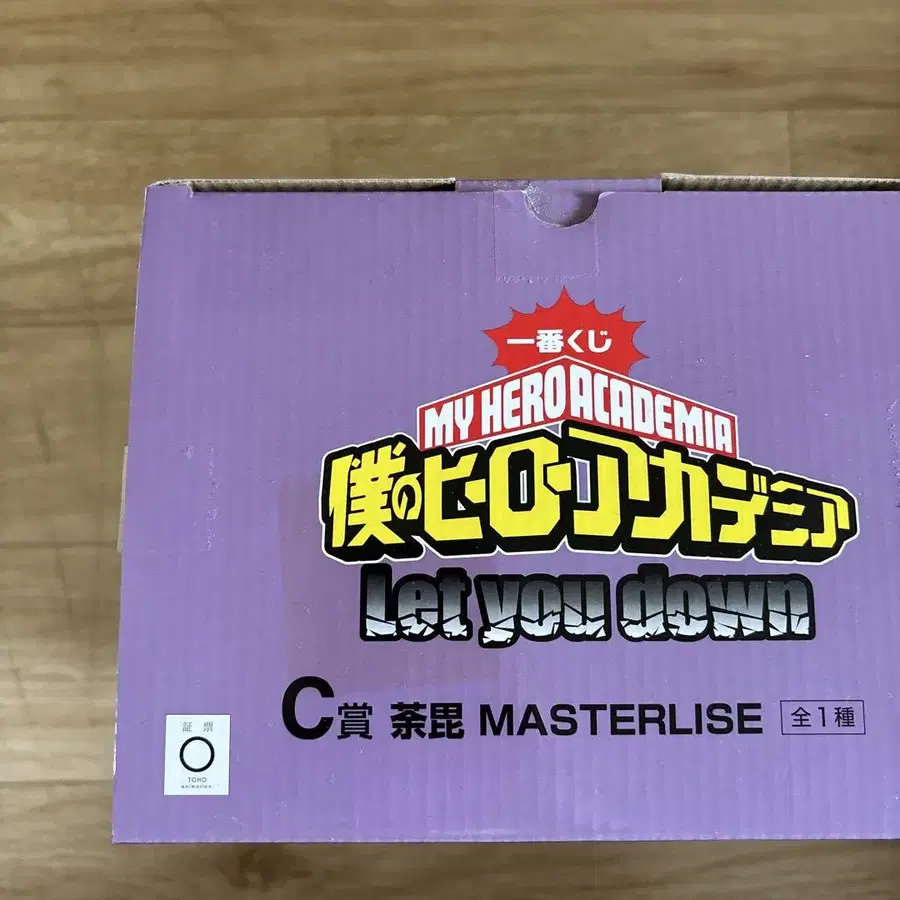 一番くじ
MY HERO ACADEMIA
僕のヒーローアカデミア
Let you down
C賞 荼毘 MASTERLISE 全1種
証票
TOHO
animation